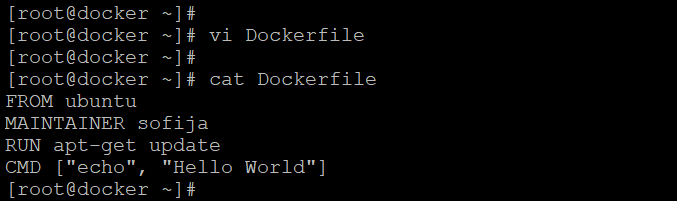 [root@docker ~]#
[root@docker ~]# vi Dockerfile
[root@docker ~]#
[root@docker ~]# cat Dockerfile
FROM ubuntu
MAINTAINER sofija
RUN apt-get update
CMD ["echo", "Hello World"]
[root@docker ~]#